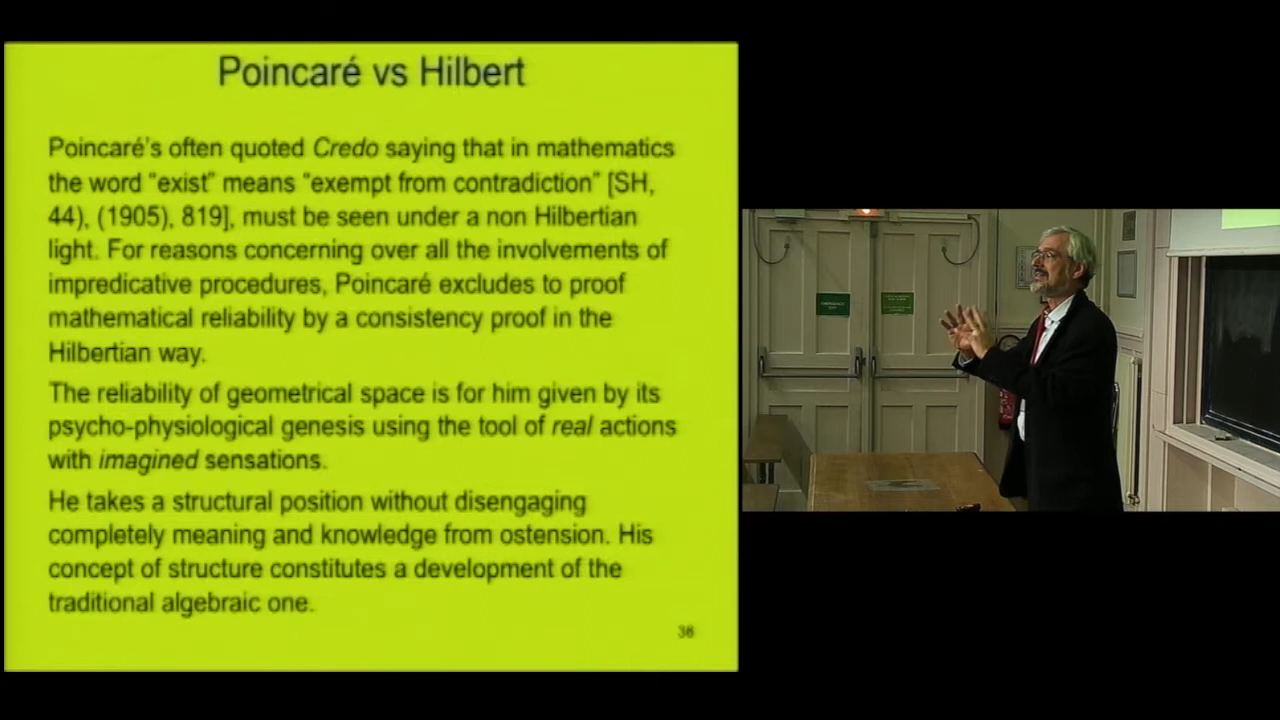 Poincaré vs Hilbert
Poincaré's often quoted Credo saying that in mathematics
the word "exist" means "exempt from contradiction" [SH,
44), (1905), 819], must be seen under a non Hilbertian
light. For reasons concerning over all the involvements of
impredicative procedures, Poincaré excludes to proof
mathematical reliability by a consistency proof in the
Hilbertian way.
The reliability of geometrical space is for him given by its
psycho-physiological genesis using the tool of real actions
with imagined sensations.
He takes a structural position without disengaging
completely meaning and knowledge from ostension. His
concept of structure constitutes a development of the
traditional algebraic one.